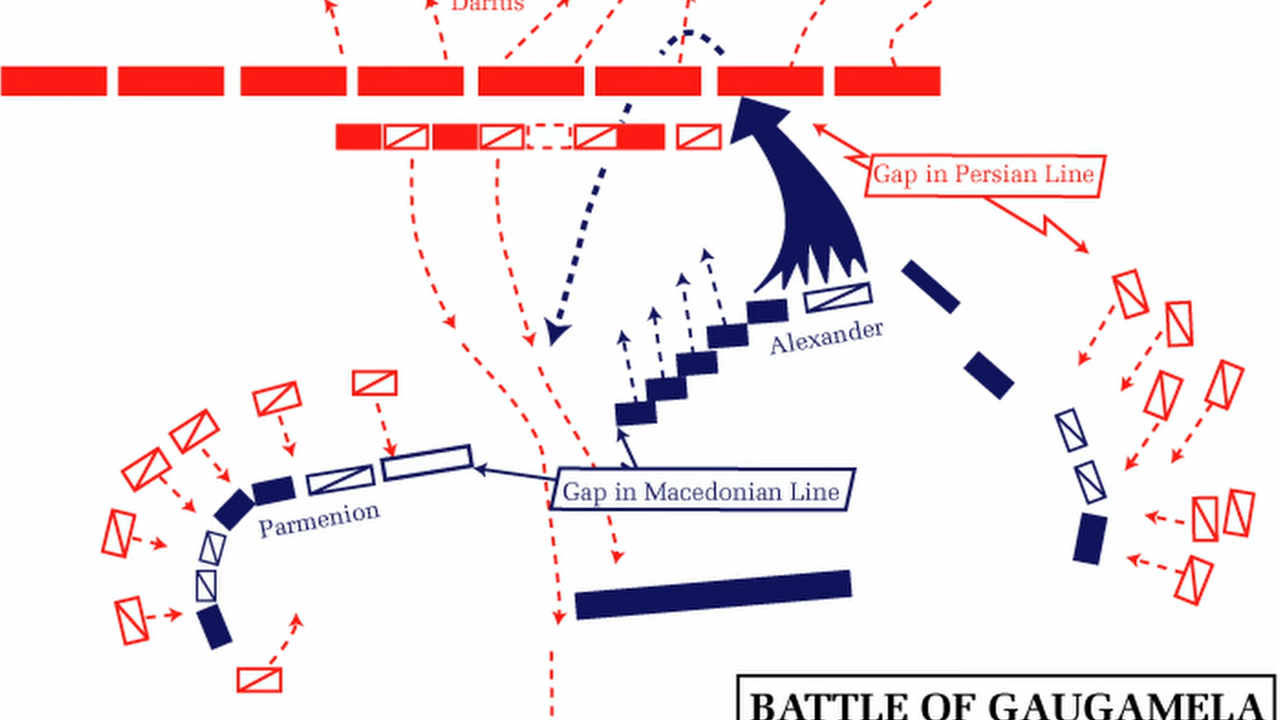 Darius
Gap in Persian Line
Alexander
Gap in Macedonian Line
Parmenion
BATTLE OF GAUGAMELA